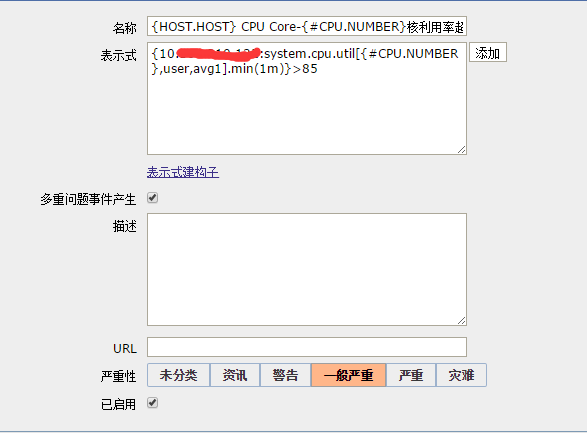 名称 {HOST.HOST} CPU Core-{#CPU.NUMBER}核利用率超
表示式 {10. :system.cpu.util[{#CPU.NUMBER 添加
},user,avg1].min(1m)}>85
表示式建构子
多重问题事件产生
描述
URL
严重性 未分类 资讯 警告 一般严重 严重 灾难
已启用